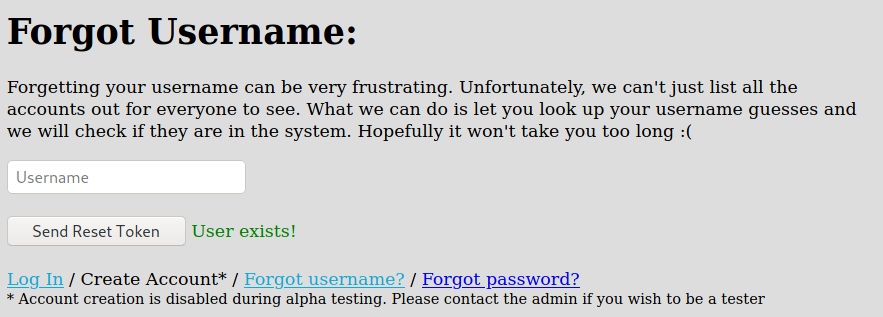 Forgot Username:
Forgetting your username can be very frustrating. Unfortunately, we can't just list all the
accounts out for everyone to see. What we can do is let you look up your username guesses and
we will check if they are in the system. Hopefully it won't take you too long :(
Username
Send Reset Token User exists!
Log In / Create Account* / Forgot username? / Forgot password?
* Account creation is disabled during alpha testing. Please contact the admin if you wish to be a tester